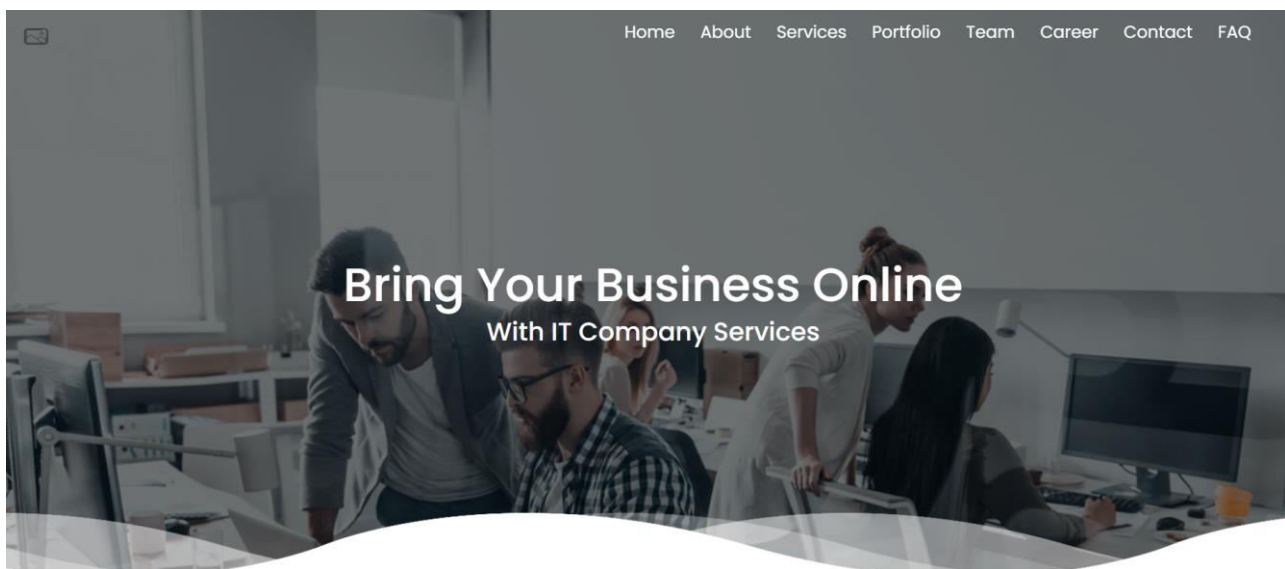 Home About Services Portfolio Team Career Contact FAQ
Bring Your Business Online
With IT Company Services